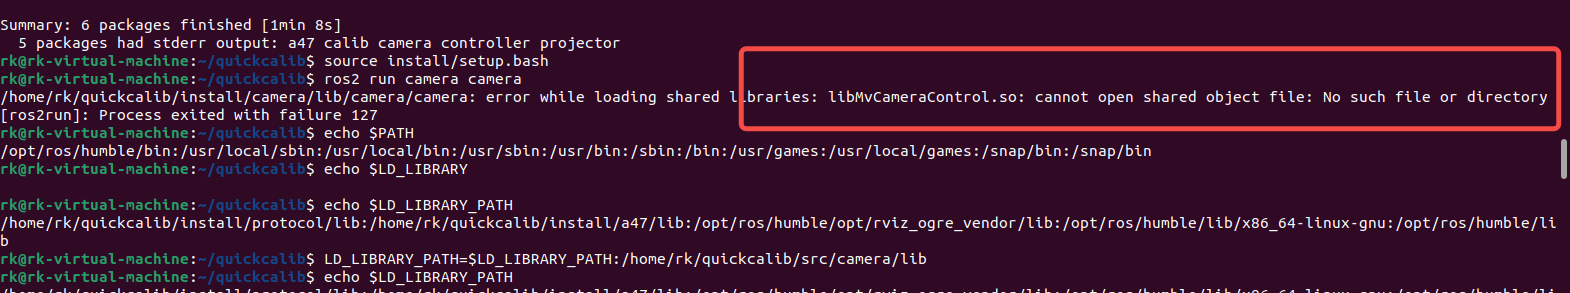 Summary: 6 packages finished [1min 8s]
  5 packages had stderr output: a47 calib camera controller projector
rk@rk-virtual-machine:~/quickcalib$ source install/setup.bash
rk@rk-virtual-machine:~/quickcalib$ ros2 run camera camera
/home/rk/quickcalib/install/camera/lib/camera/camera: error while loading shared libraries: libMvCameraControl.so: cannot open shared object file: No such file or directory
[ros2run]: Process exited with failure 127
rk@rk-virtual-machine:~/quickcalib$ echo $PATH
/opt/ros/humble/bin:/usr/local/sbin:/usr/local/bin:/usr/sbin:/usr/bin:/sbin:/bin:/usr/games:/usr/local/games:/snap/bin:/snap/bin
rk@rk-virtual-machine:~/quickcalib$ echo $LD_LIBRARY
rk@rk-virtual-machine:~/quickcalib$ echo $LD_LIBRARY_PATH
/home/rk/quickcalib/install/protocol/lib:/home/rk/quickcalib/install/a47/lib:/opt/ros/humble/opt/rviz_ogre_vendor/lib:/opt/ros/humble/lib/x86_64-linux-gnu:/opt/ros/humble/li
b
rk@rk-virtual-machine:~/quickcalib$ LD_LIBRARY_PATH=$LD_LIBRARY_PATH:/home/rk/quickcalib/src/camera/lib
rk@rk-virtual-machine:~/quickcalib$ echo $LD_LIBRARY_PATH